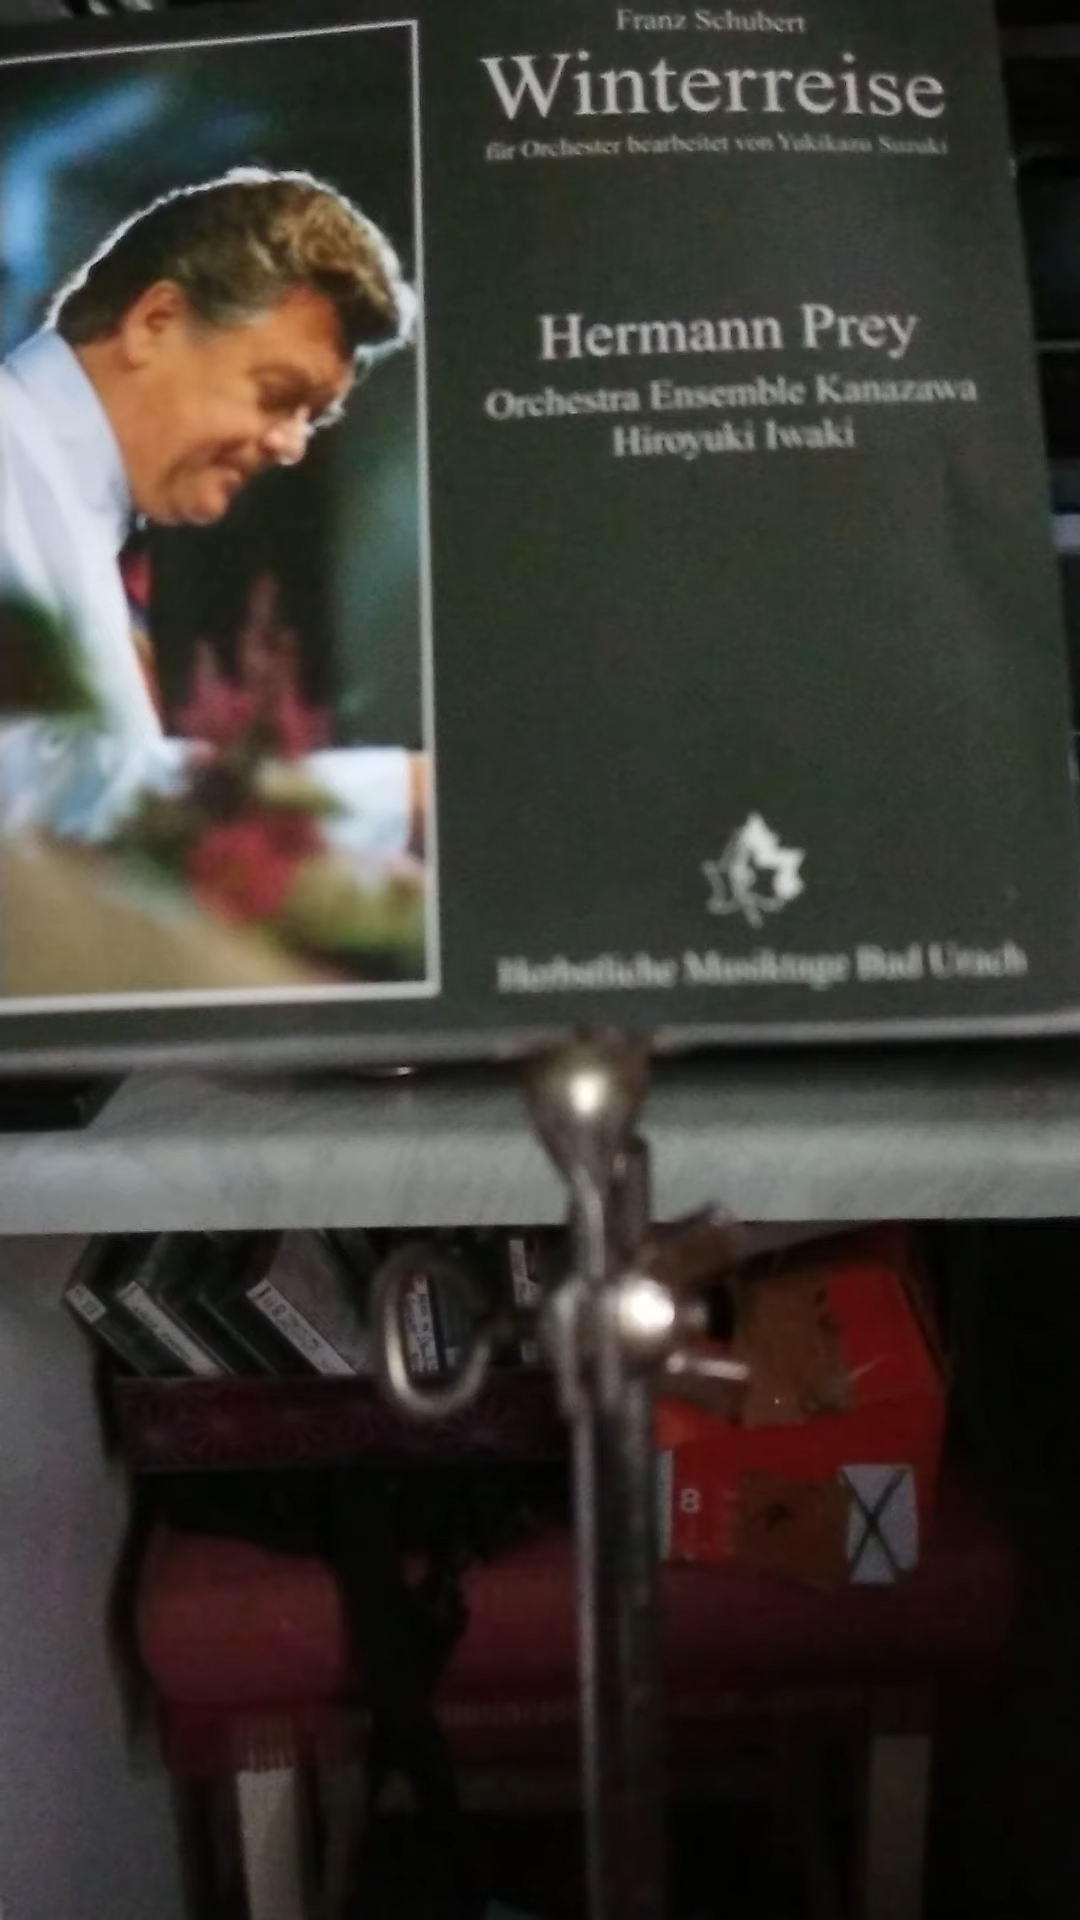 Franz Schubert
Winterreise
für Orchester bearbeitet von Yukikazu Suzuki
Hermann Prey
Orchestra Ensemble Kanazawa
Hiroyuki Iwaki
Herbstliche Musiktage Bad Urach
8